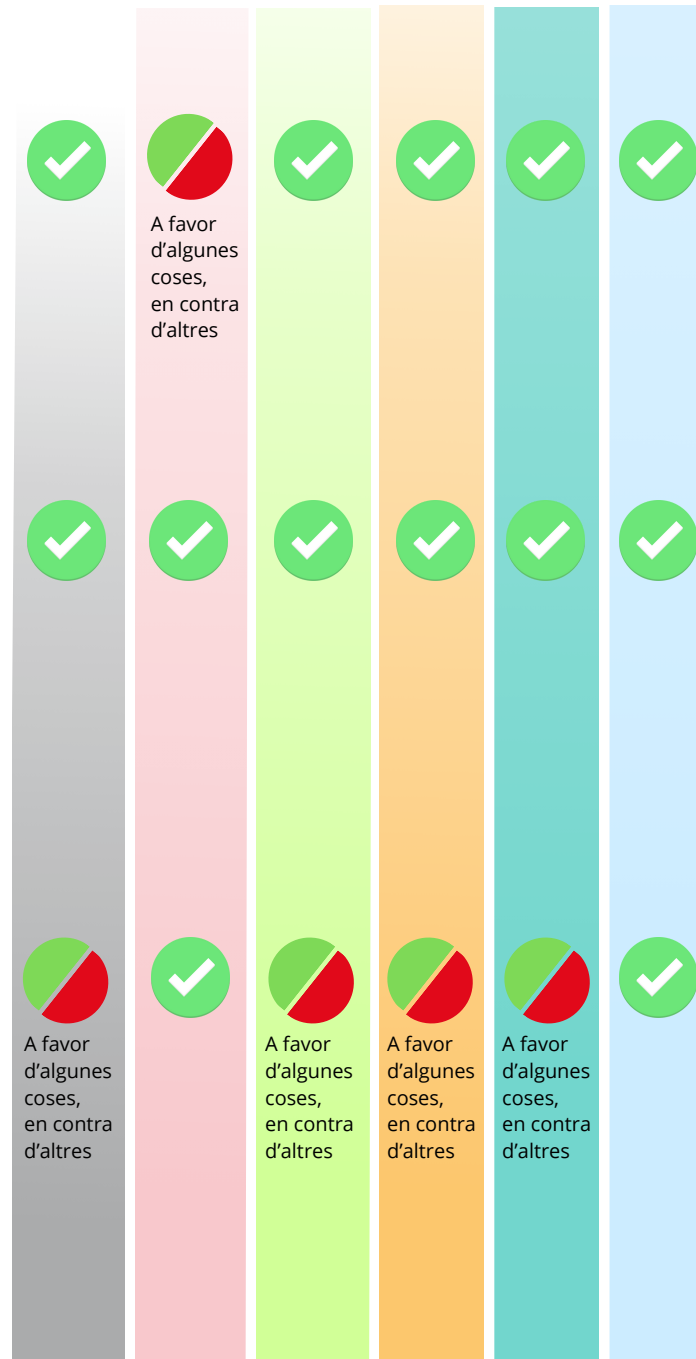 A favor
d'algunes
coses,
en contra
d'altres
A favor
d'algunes
coses,
en contra
d'altres
A favor
d'algunes
coses,
en contra
d'altres
A favor
d'algunes
coses,
en contra
d'altres
A favor
d'algunes
coses,
en contra
d'altres